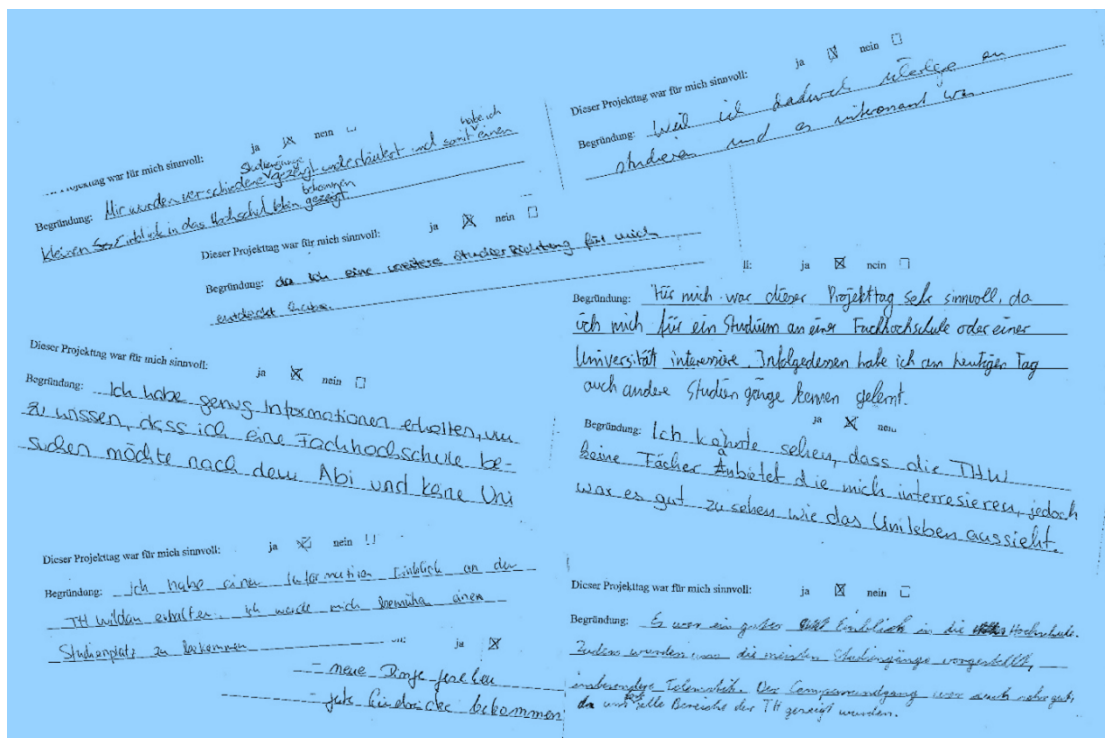 Dieser Projekttag war für mich sinnvoll: ja nein
Begründung: Weil ich dadurch überlege an
studieren und es interessant war.
Projekttag war für mich sinnvoll: ja nein
Studiengänge habe ich
Begründung: Mir wurden verschiedene gezeigt und somit einen
bekommen
kleinen Einblick in das Hochschulleben gezeigt
Dieser Projekttag war für mich sinnvoll: ja nein
Begründung: da ich eine weitere Studien Richtung für mich
entdeckt habe.
ll: ja nein
Begründung: Für mich war dieser Projekttag sehr sinnvoll, da
ich mich für ein Studium an einer Fachhochschule oder einer
Universität interessiere. Infolgedessen habe ich am heutigen Tag
auch andere Studiengänge kennen gelernt.
Dieser Projekttag war für mich sinnvoll: ja nein
Begründung: Ich habe genug Informationen erhalten, um
zu wissen, dass ich eine Fachhochschule be-
suchen möchte nach dem Abi und keine Uni
ja nein
Begründung: Ich konnte sehen, dass die THW
keine Fächer Anbietet die mich interresieren, jedoch
war es gut zu sehen wie das Unileben aussieht.
Dieser Projekttag war für mich sinnvoll: ja nein
Begründung: Ich habe einen Einblick an der
TH Wildau erhalten. ich werde mich bemühen einen
Studienplatz zu bekommen
ja
- neue Dinge gesehen
- gute Eindrücke bekommen
Dieser Projekttag war für mich sinnvoll: ja nein
Begründung: Es war ein guter Einblick in die Hochschule.
Zudem wurden uns die meisten Studiengänge vorgestellt,
insbesondere Telematik. Der Campusrundgang war auch sehr gut,
da uns alle Bereiche der TH gezeigt wurden.